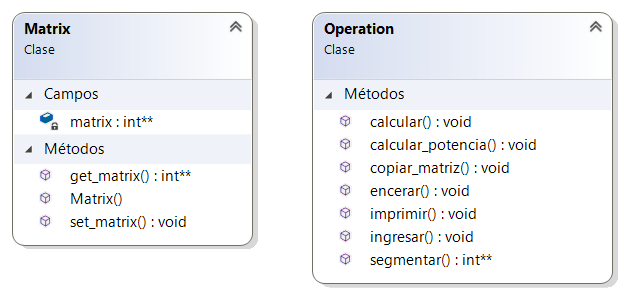 Matrix
Clase
Campos
matrix : int**
Métodos
get_matrix() : int**
Matrix()
set_matrix() : void
Operation
Clase
Métodos
calcular() : void
calcular_potencia() : void
copiar_matriz() : void
encerar() : void
imprimir() : void
ingresar() : void
segmentar() : int**